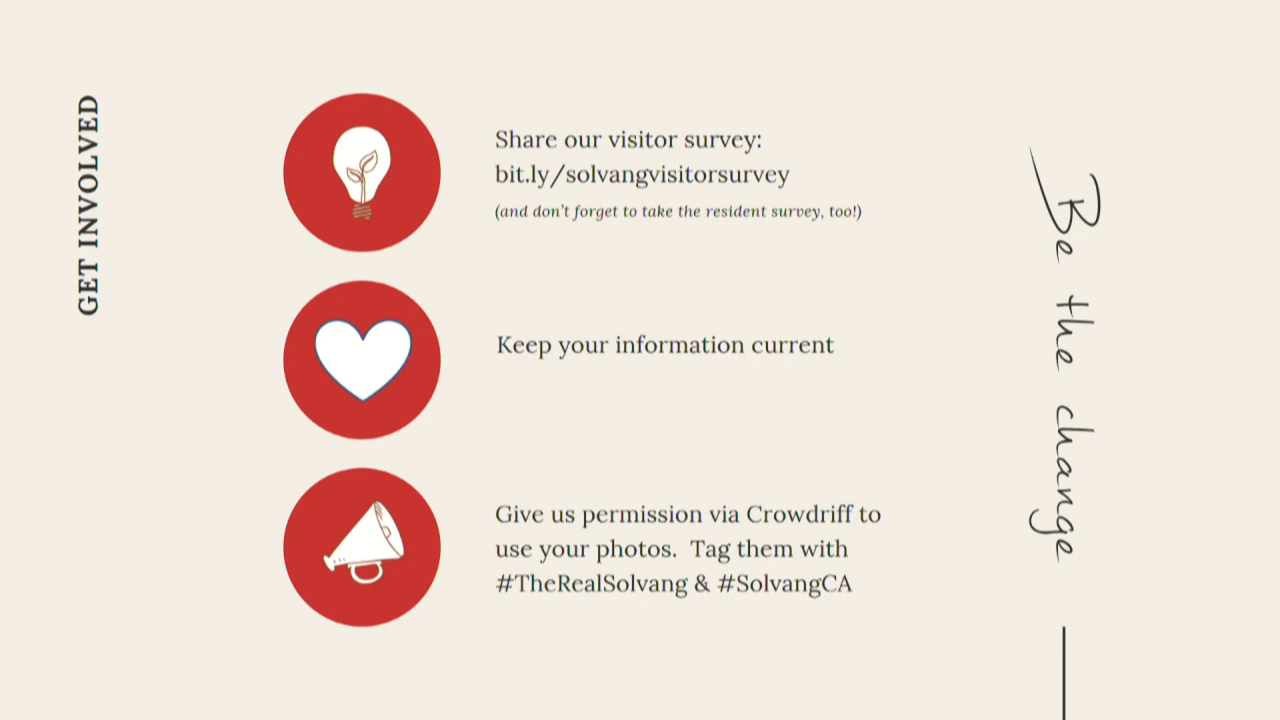 GET INVOLVED
Share our visitor survey:
bit.ly/solvangvisitorsurvey
(and don't forget to take the resident survey, too!)
Keep your information current
Give us permission via Crowdriff to
use your photos.  Tag them with
#TheRealSolvang & #SolvangCA
Be the change